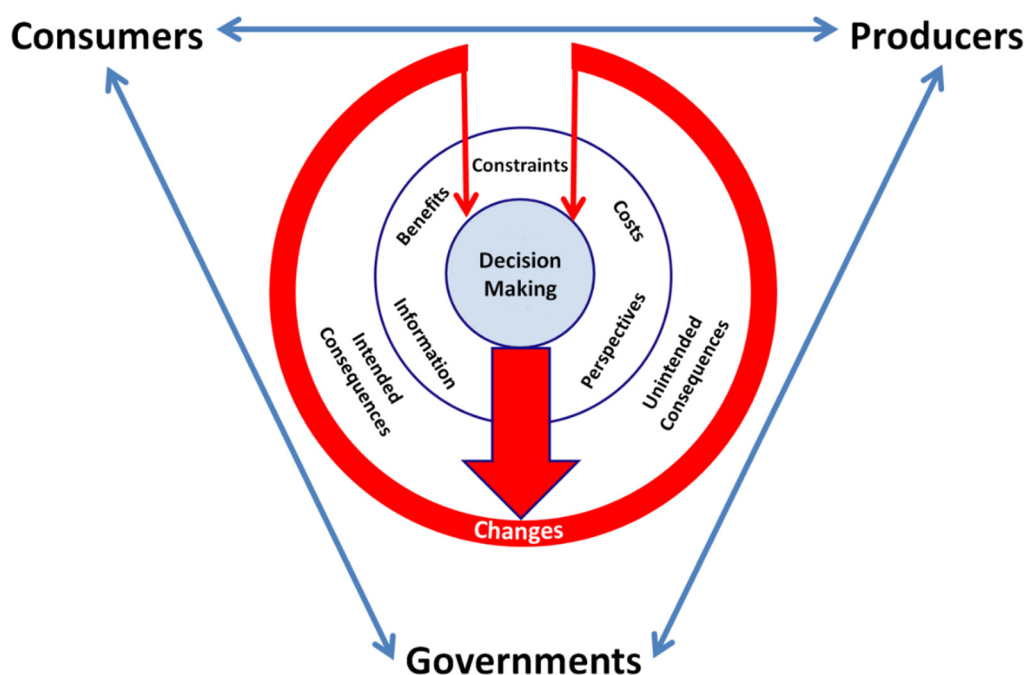 Consumers
Producers
Constraints
Benefits
Costs
Decision
Making
Information
Perspectives
Intended
Consequences
Unintended
Consequences
Changes
Governments